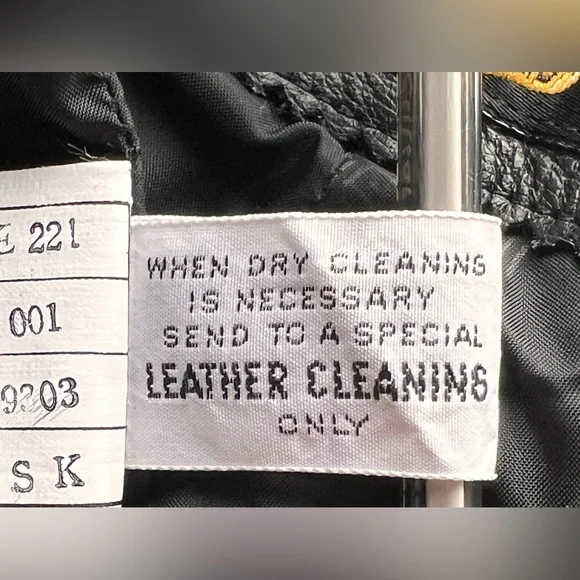 E 221
001
9203
S K
WHEN DRY CLEANING
IS NECESSARY
SEND TO A SPECIAL
LEATHER CLEANING
ONLY